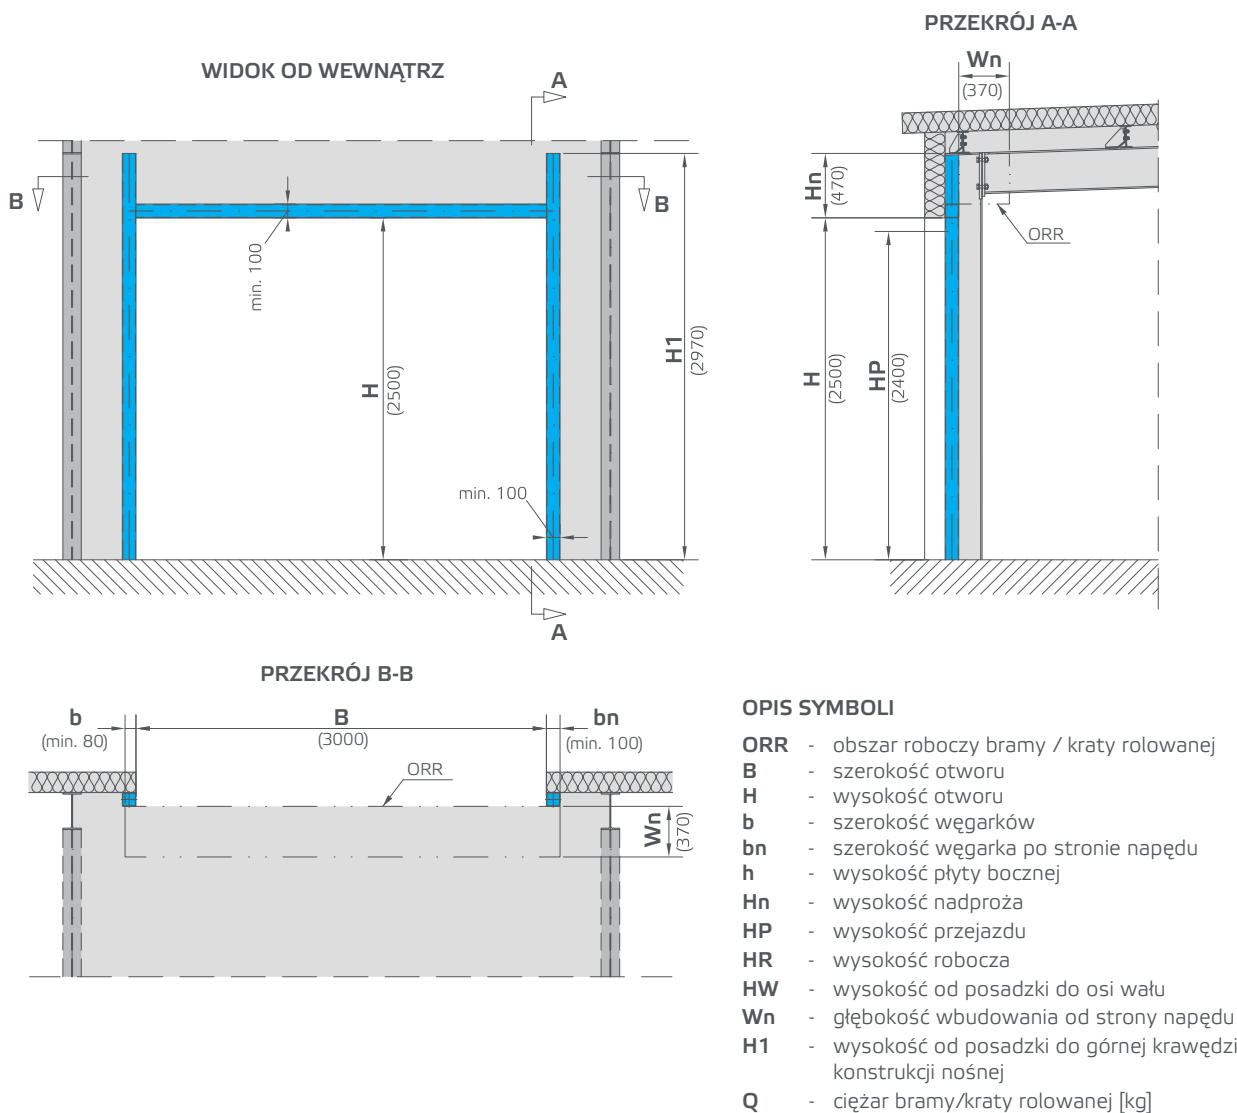 PRZEKRÓJ A-A
WIDOK OD WEWNĄTRZ
Wn
(370)
A
B
B
Hn
(470)
ORR
min. 100
H
(2500)
H1
(2970)
H
(2500)
HP
(2400)
min. 100
A
PRZEKRÓJ B-B
b
(min. 80)
B
(3000)
bn
(min. 100)
ORR
Wn
(370)
OPIS SYMBOLI
ORR - obszar roboczy bramy / kraty rolowanej
B - szerokość otworu
H - wysokość otworu
b - szerokość węgarków
bn - szerokość węgarka po stronie napędu
h - wysokość płyty bocznej
Hn - wysokość nadproża
HP - wysokość przejazdu
HR - wysokość robocza
HW - wysokość od posadzki do osi wału
Wn - głębokość wbudowania od strony napędu
H1 - wysokość od posadzki do górnej krawędzi
konstrukcji nośnej
Q - ciężar bramy/kraty rolowanej [kg]